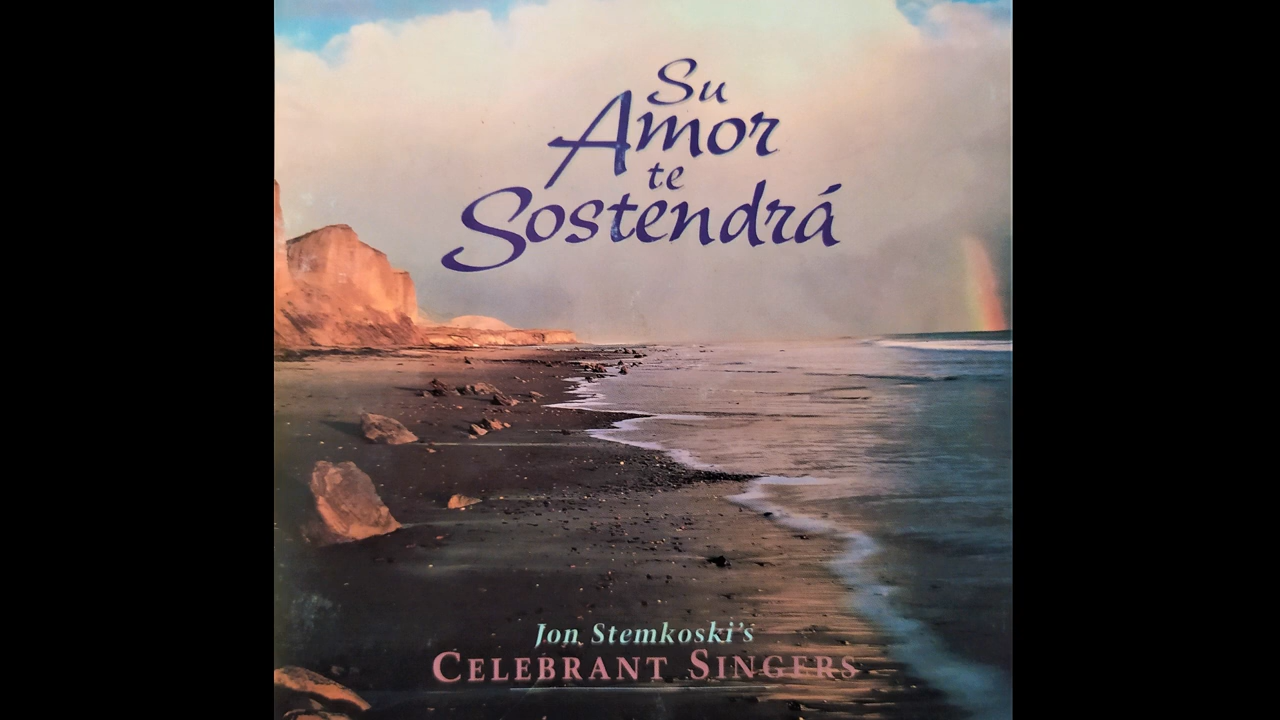 Su
Amor
te
Sostendrá
Jon Stemkoski's
CELEBRANT SINGERS